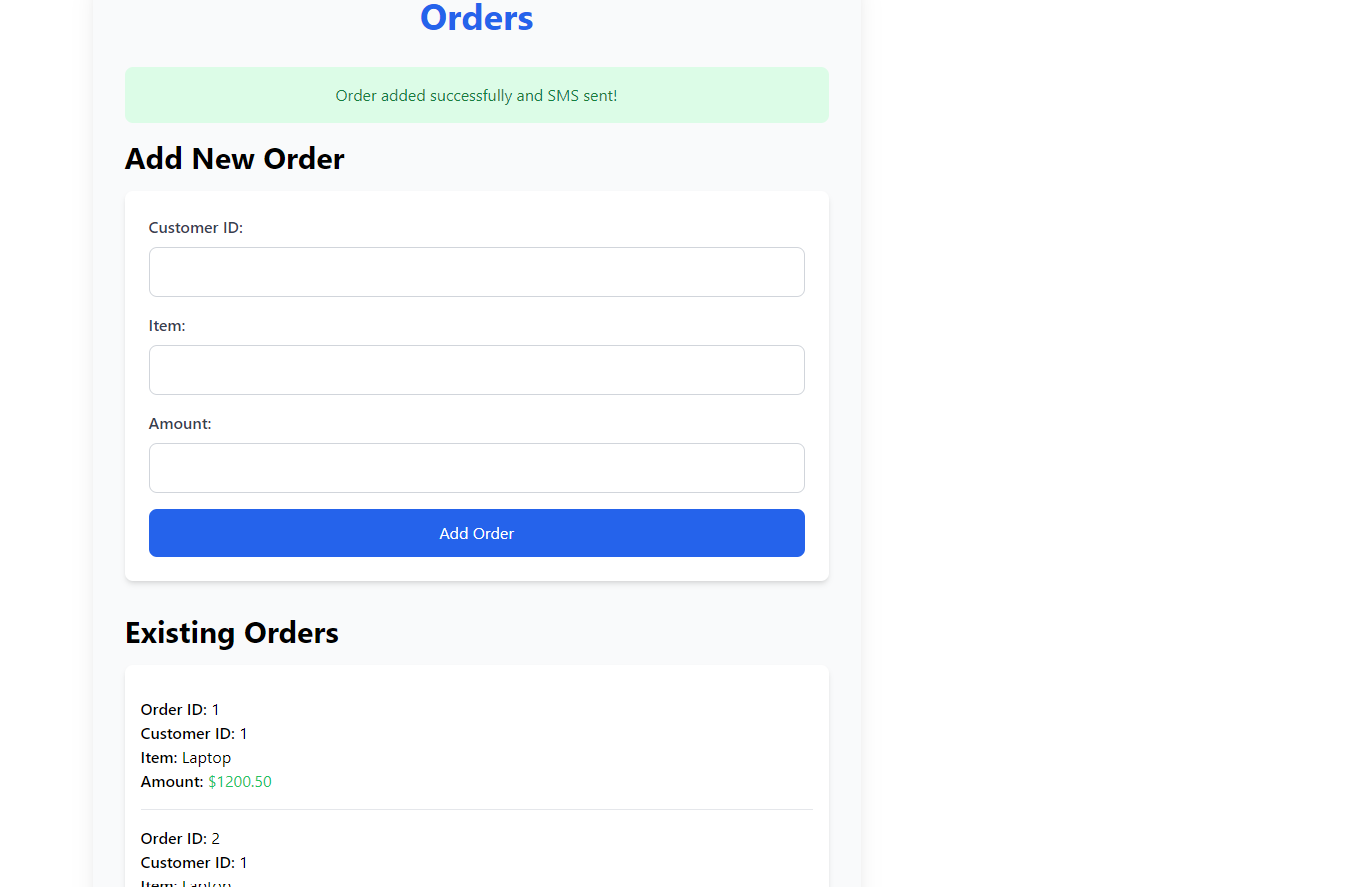 Orders
Order added successfully and SMS sent!
Add New Order
Customer ID:
Item:
Amount:
Add Order
Existing Orders
Order ID: 1
Customer ID: 1
Item: Laptop
Amount: $1200.50
Order ID: 2
Customer ID: 1
Item: Laptop